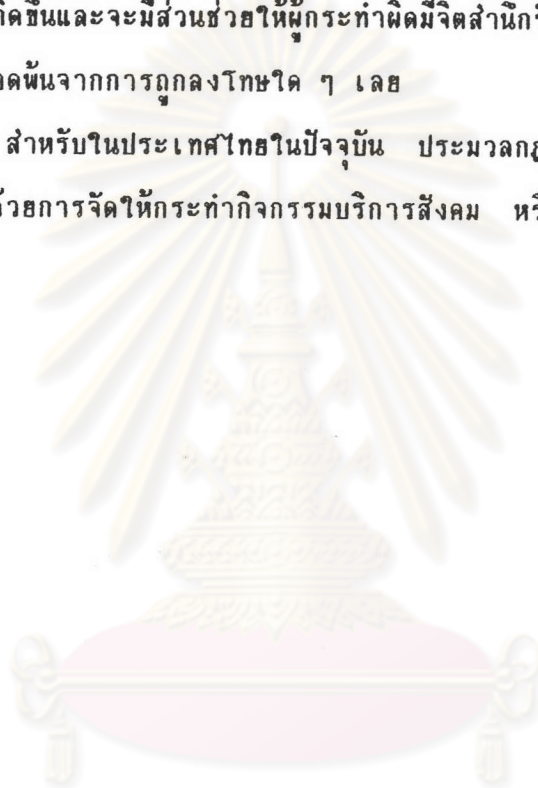 กิดขึ้นและจะมีส่วนช่วยให้ผู้กระทำผิดมีจิตสำนึก
ดพ้นจากการถูกลงโทษใด ๆ เลย
สำหรับในประเทศไทยในปัจจุบัน ประมวลกฎ
วยการจัดให้กระทำกิจกรรมบริการสังคม หรื